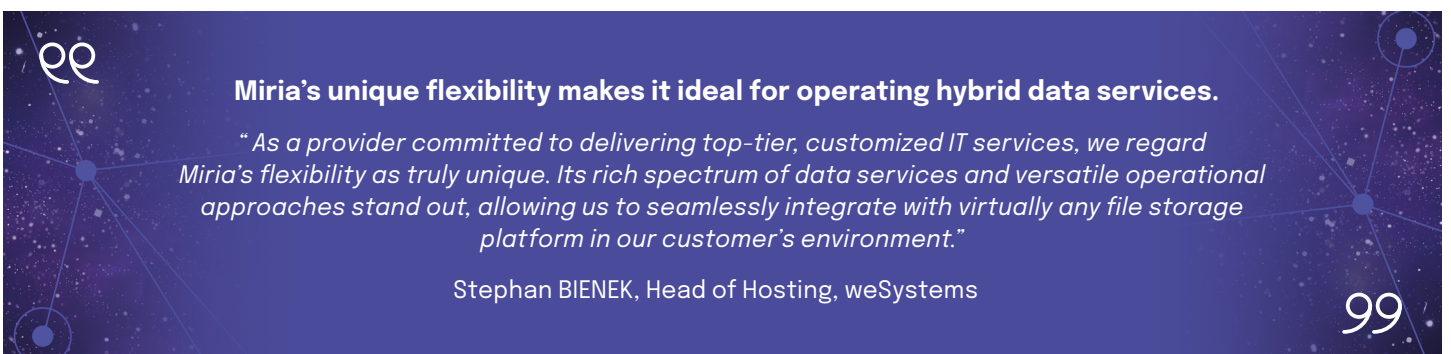 Miria’s unique flexibility makes it ideal for operating hybrid data services.
“ As a provider committed to delivering top-tier, customized IT services, we regard
Miria’s flexibility as truly unique. Its rich spectrum of data services and versatile operational
approaches stand out, allowing us to seamlessly integrate with virtually any file storage
platform in our customer’s environment.”
Stephan BIENEK, Head of Hosting, weSystems